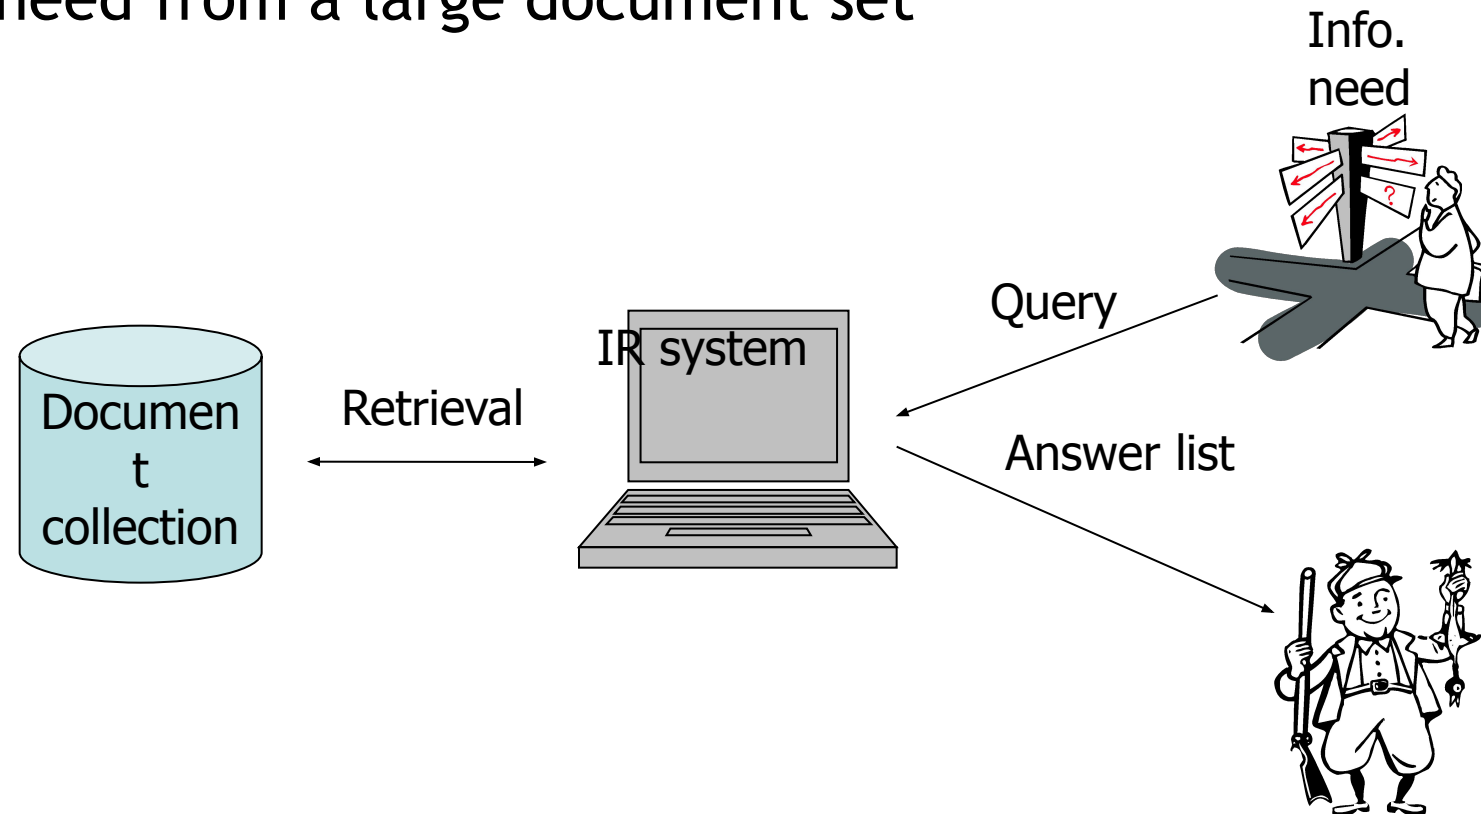 need from a large document set
Info.
need
Query
IR system
Documen
t
collection
Retrieval
Answer list
?